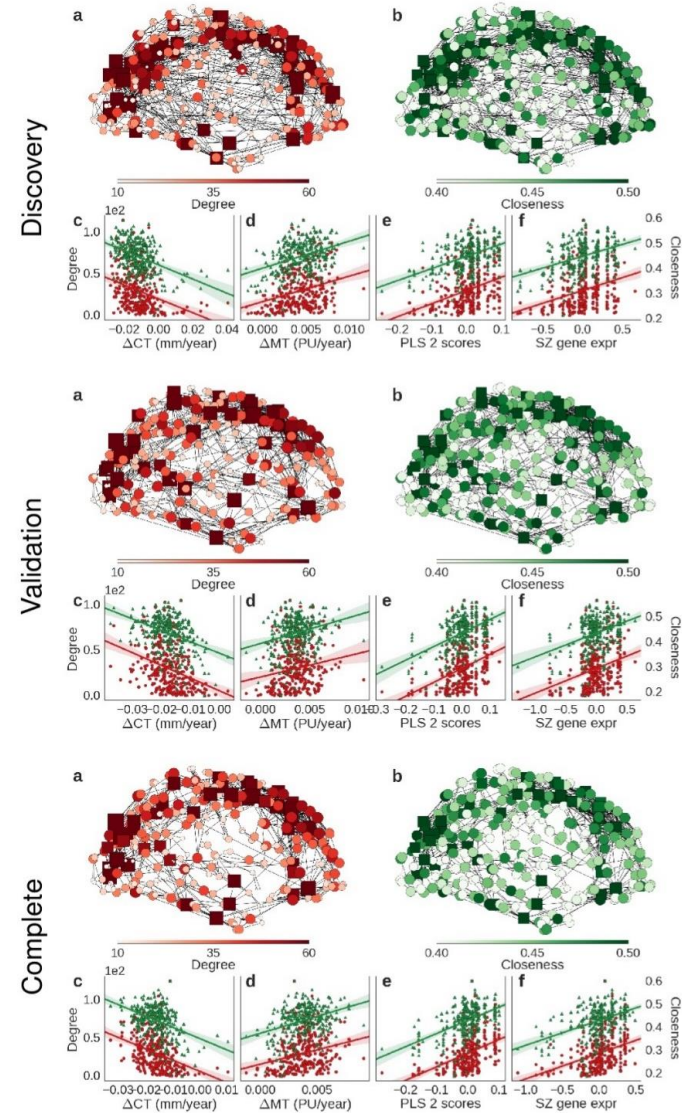 Discovery
a b
10 35 60
Degree
0.40 0.45 0.50
Closeness
1e2
c d e f
Degree
1.0
0.5
0.0
0.6
0.5
0.4
0.3
0.2
Closeness
−0.02 0.00 0.02 0.04
ΔCT (mm/year)
0.000 0.005 0.010
ΔMT (PU/year)
−0.2 −0.1 0.0 0.1
PLS 2 scores
−0.5 0.0 0.5
SZ gene expr
Validation
a b
10 35 60
Degree
0.40 0.45 0.50
Closeness
1e2
c d e f
Degree
1.0
0.5
0.0
0.5
0.4
0.3
0.2
Closeness
−0.03−0.02−0.01 0.00
ΔCT (mm/year)
0.000 0.005 0.010
ΔMT (PU/year)
−0.3 −0.2 −0.1 0.0 0.1
PLS 2 scores
−1.0 −0.5 0.0 0.5
SZ gene expr
Complete
a b
10 35 60
Degree
0.40 0.45 0.50
Closeness
1e2
c d e f
Degree
1.0
0.5
0.0
0.6
0.5
0.4
0.3
0.2
Closeness
−0.03−0.02−0.010.00 0.01
ΔCT (mm/year)
0.000 0.005
ΔMT (PU/year)
−0.2 −0.1 0.0 0.1
PLS 2 scores
−1.0 −0.5 0.0 0.5
SZ gene expr